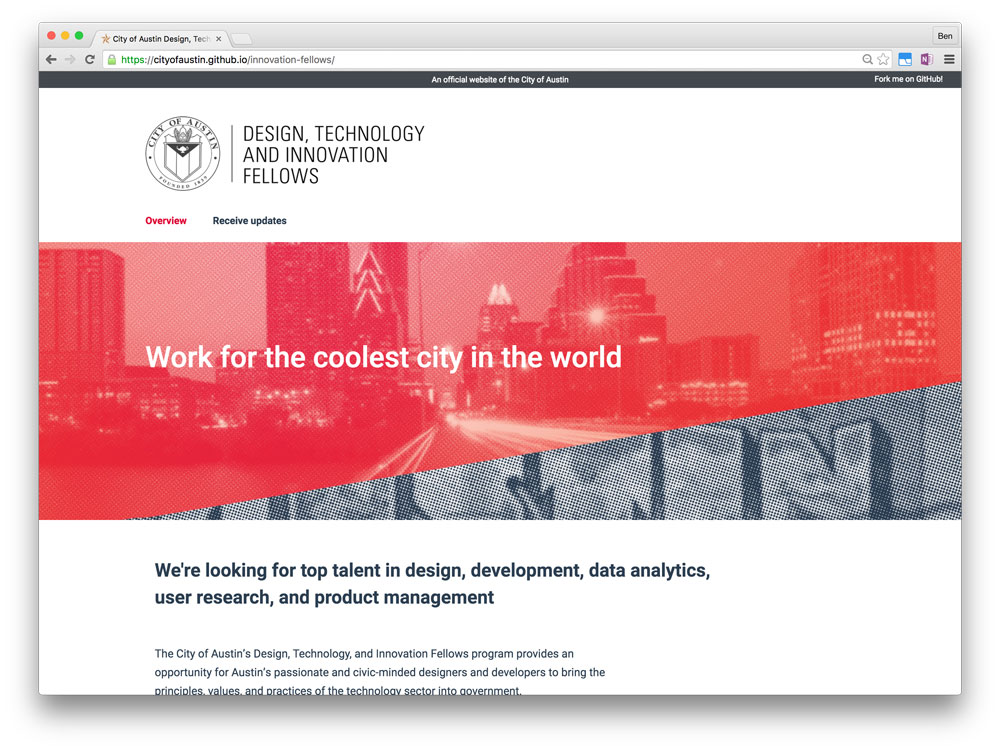 City of Austin Design, Tech
Ben
https://cityofaustin.github.io/innovation-fellows/
An official website of the City of Austin
Fork me on GitHub!
CITY OF AUSTIN
FOUNDED 1839
DESIGN, TECHNOLOGY
AND INNOVATION
FELLOWS
Overview
Receive updates
Work for the coolest city in the world
We're looking for top talent in design, development, data analytics,
user research, and product management
The City of Austin's Design, Technology, and Innovation Fellows program provides an
opportunity for Austin's passionate and civic-minded designers and developers to bring the
principles, values, and practices of the technology sector into government.